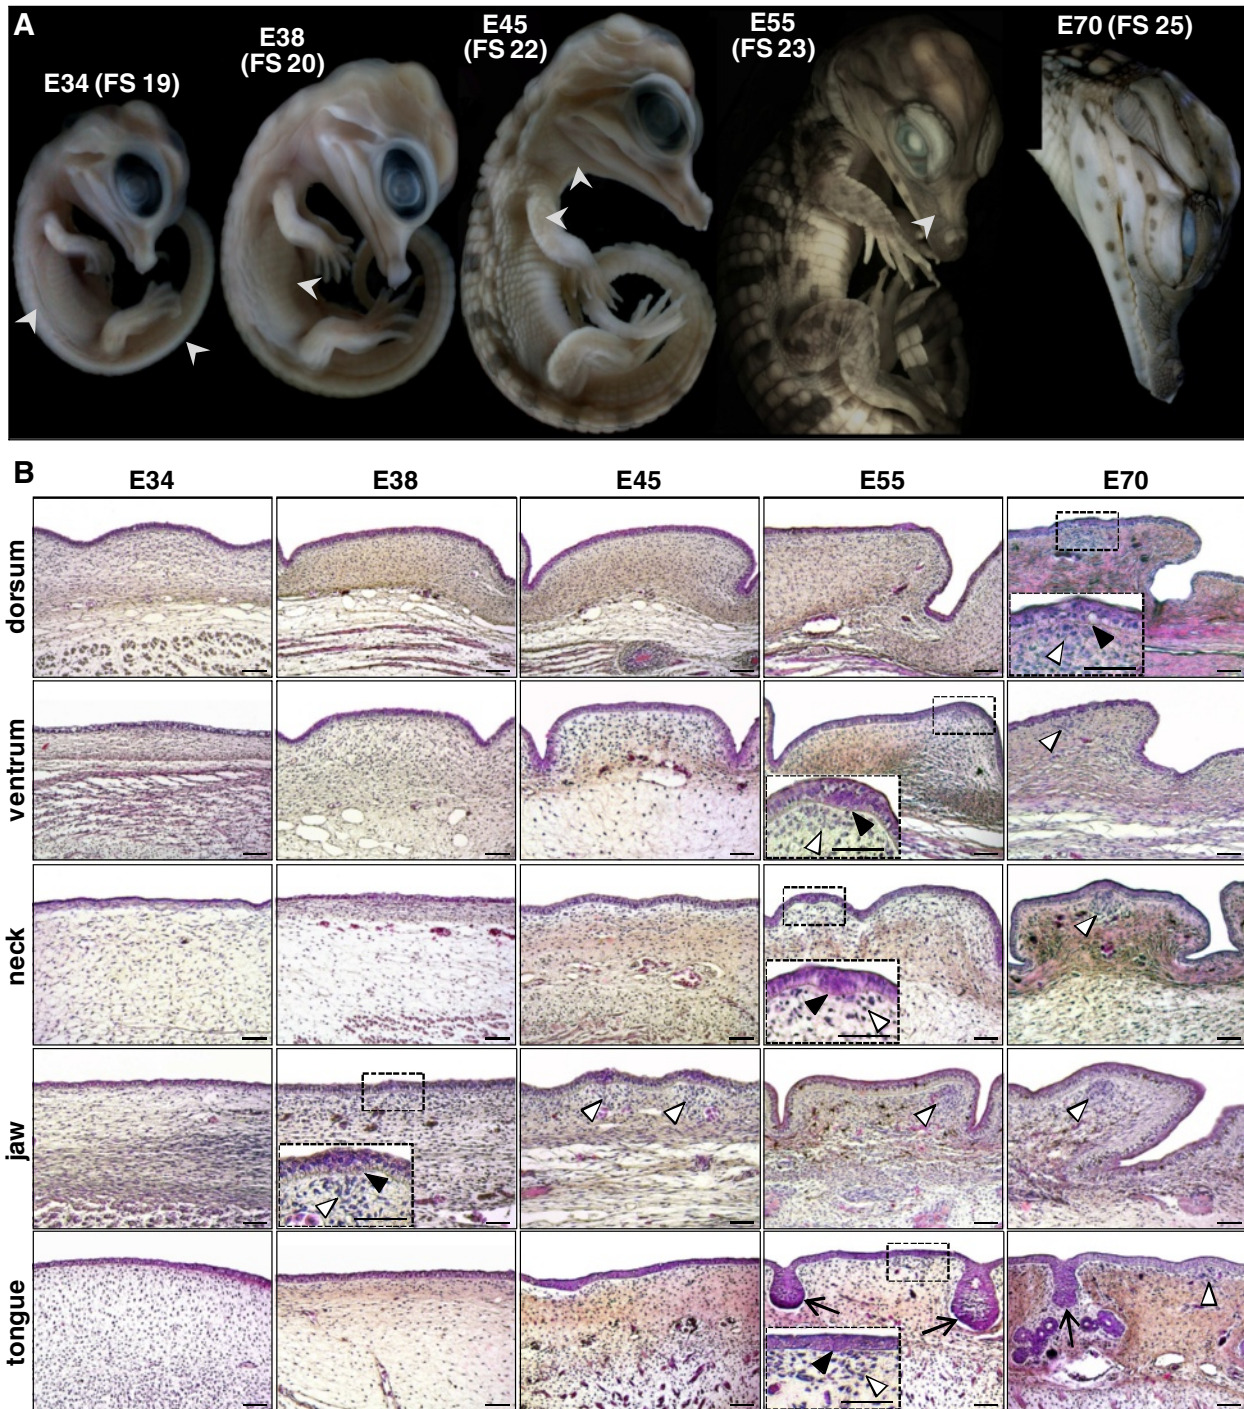 A
E34 (FS 19)
E38
(FS 20)
E45
(FS 22)
E55
(FS 23)
E70 (FS 25)
B
E34 E38 E45 E55 E70
dorsum
ventrum
neck
jaw
tongue